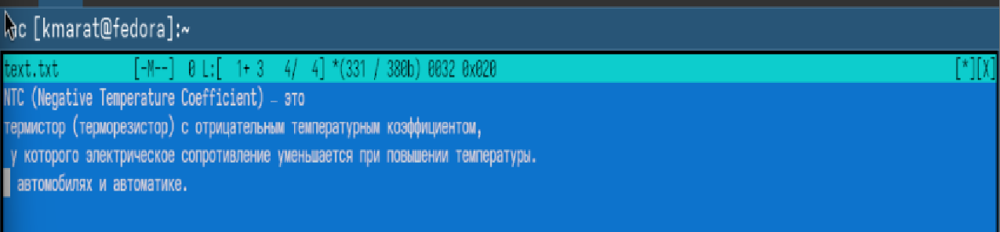 mc [kmarat@fedora]:~
text.txt [-M--] 0 L:[ 1+ 3 4/ 4] *(331 / 380b) 0032 0x020 [*][X]
NTC (Negative Temperature Coefficient) – это
термистор (терморезистор) с отрицательным температурным коэффициентом,
у которого электрическое сопротивление уменьшается при повышении температуры.
автомобилях и автоматике.